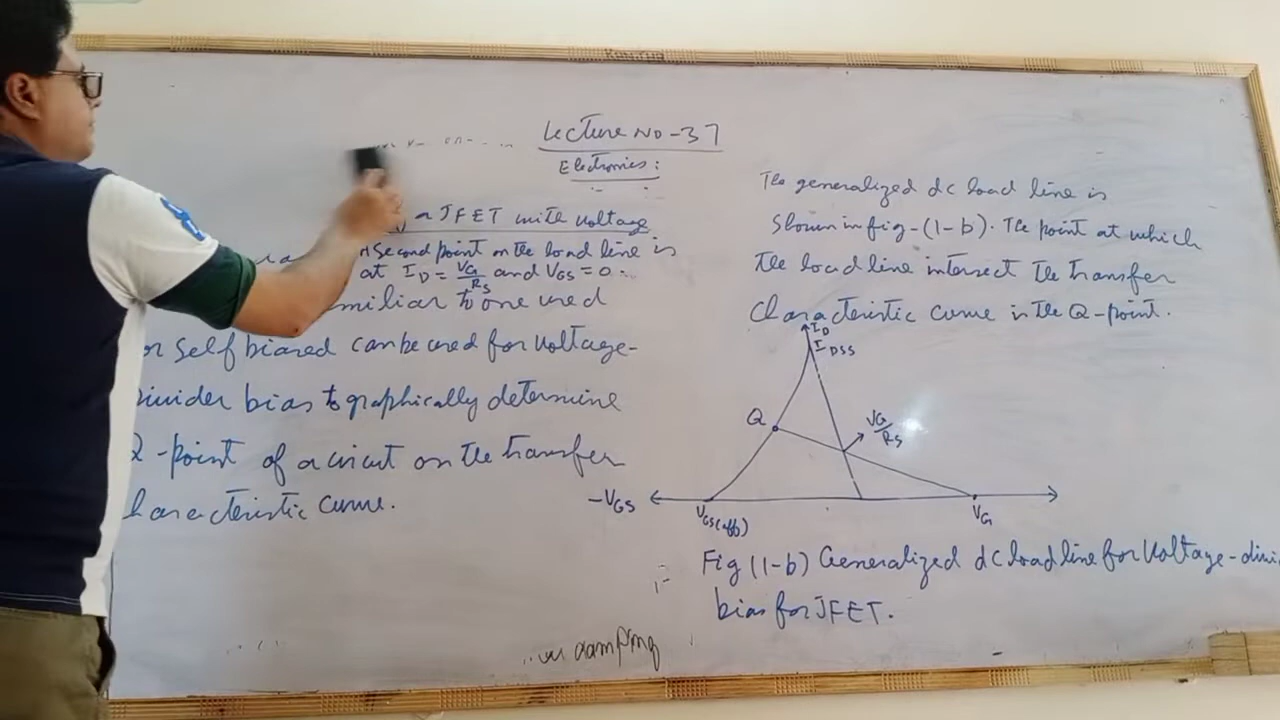 Lecture No-37
Electronics:
a JFET with voltage
Second point on the load line is
at ID = VG/RS and VGS = 0.
miliar to one used
or Self biased can be used for voltage-
ivider bias to graphically determine
Q-point of a circuit on the transfer
haracteristic curve.
The generalized dc load line is
Shown in fig-(1-b). The point at which
the load line intersect the transfer
Characteristic curve is the Q-point.
ID
IDSS
Q
VG/RS
-VGS
VGS(off)
VG
Fig (1-b) Generalized dc load line for Voltage-divi
bias for JFET.